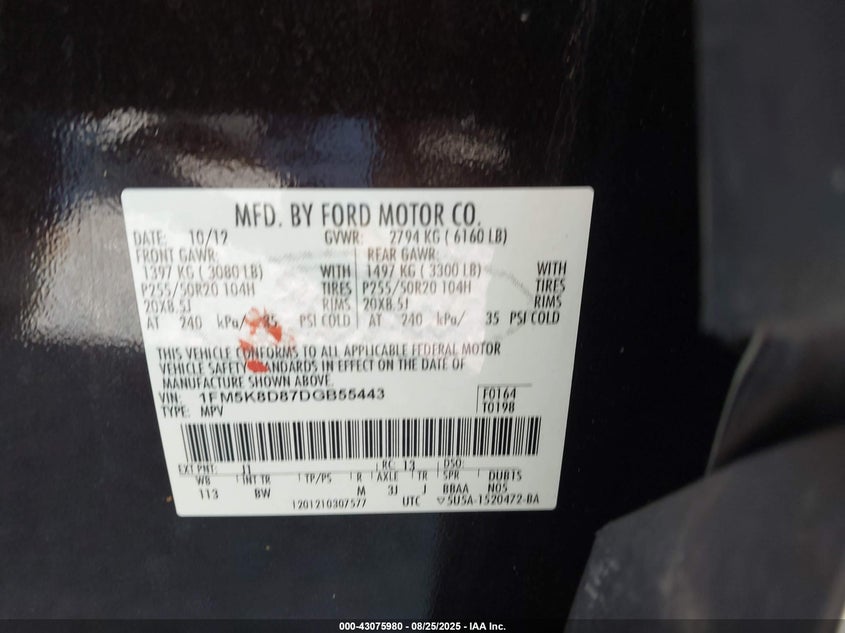 MFD. BY FORD MOTOR CO.
DATE: 10/12 GVWR: 2794 KG ( 6160 LB)
FRONT GAWR: REAR GAWR:
1397 KG ( 3080 LB) WITH 1497 KG ( 3300 LB) WITH
P255/50R20 104H TIRES P255/50R20 104H TIRES
20X8.5J RIMS 20X8.5J RIMS
AT 240 kPa/ 35 PSI COLD AT 240 kPa/ 35 PSI COLD
THIS VEHICLE CONFORMS TO ALL APPLICABLE FEDERAL MOTOR
VEHICLE SAFETY STANDARDS IN EFFECT ON THE DATE OF
MANUFACTURE SHOWN ABOVE.
VIN: 1FM5K8D87DGB55443 F0164
TYPE: MPV T0198
EXT PNT: J1 RC: 13 DSO:
WB INT TR TP/PS R AXLE TR SPR DUBTS
113 BW M 3J J BBAA N05
1201210307577 UTC ▽5U5A-1520472-BA
000-43075980 - 08/25/2025 - IAA Inc.